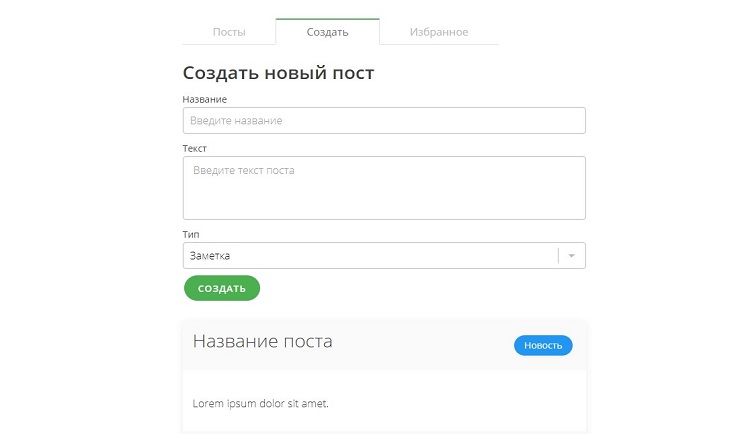 Посты Создать Избранное
Создать новый пост
Название
Введите название
Текст
Введите текст поста
Тип
Заметка
СОЗДАТЬ
Название поста Новость
Lorem ipsum dolor sit amet.